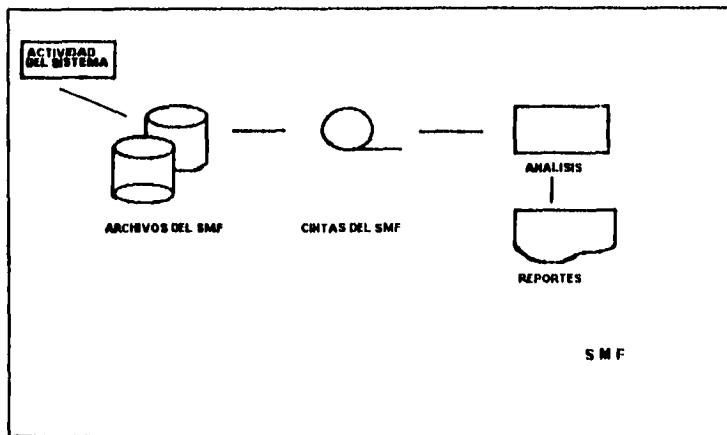 ACTIVIDAD
DEL SISTEMA
ARCHIVOS DEL SMF
CINTAS DEL SMF
ANALISIS
REPORTES
S M F